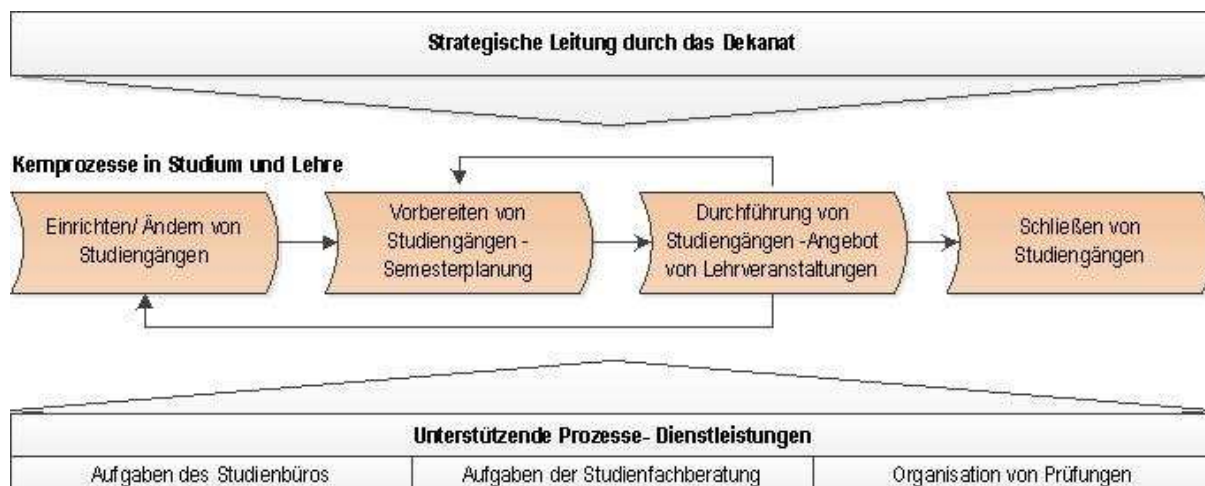 Strategische Leitung durch das Dekanat
Kernprozesse in Studium und Lehre
Einrichten/ Ändern von
Studiengängen
Vorbereiten von
Studiengängen -
Semesterplanung
Durchführung von
Studiengängen -Angebot
von Lehrveranstaltungen
Schließen von
Studiengängen
Unterstützende Prozesse- Dienstleistungen
Aufgaben des Studienbüros
Aufgaben der Studienfachberatung
Organisation von Prüfungen